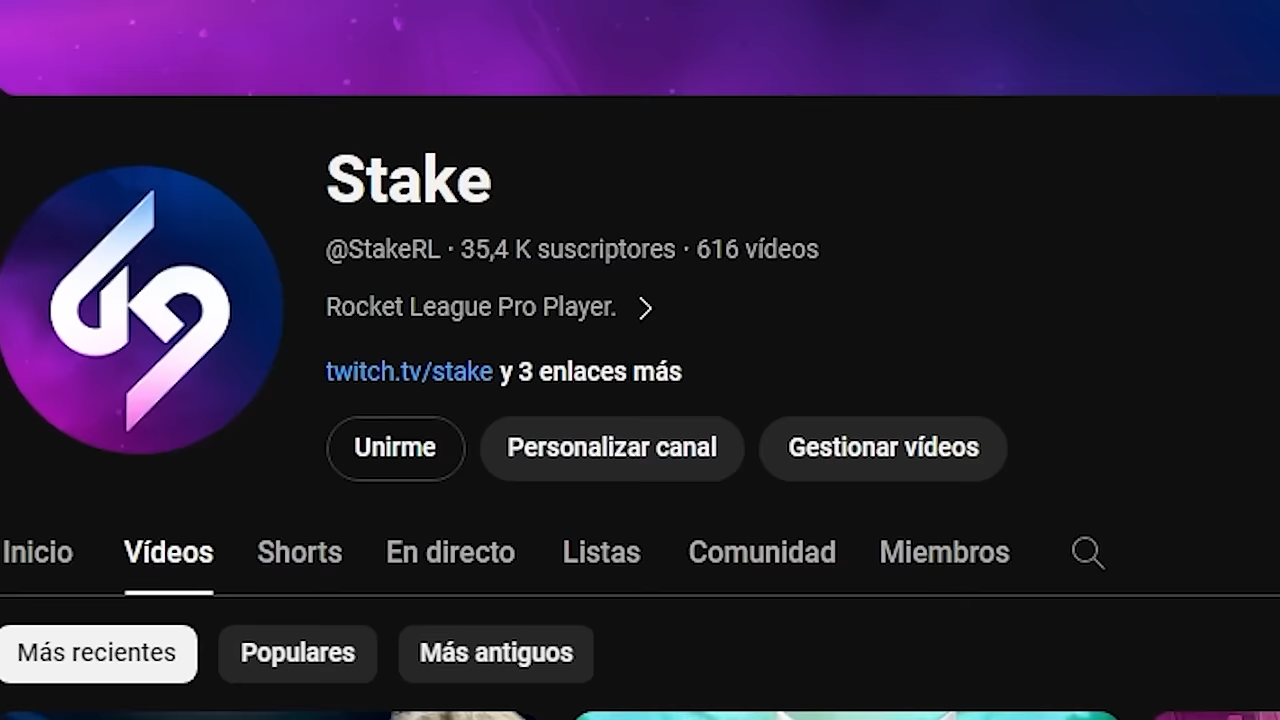 Stake
@StakeRL · 35,4 K suscriptores · 616 vídeos
Rocket League Pro Player.
twitch.tv/stake y 3 enlaces más
Unirme Personalizar canal Gestionar vídeos
Inicio Vídeos Shorts En directo Listas Comunidad Miembros
Más recientes Populares Más antiguos